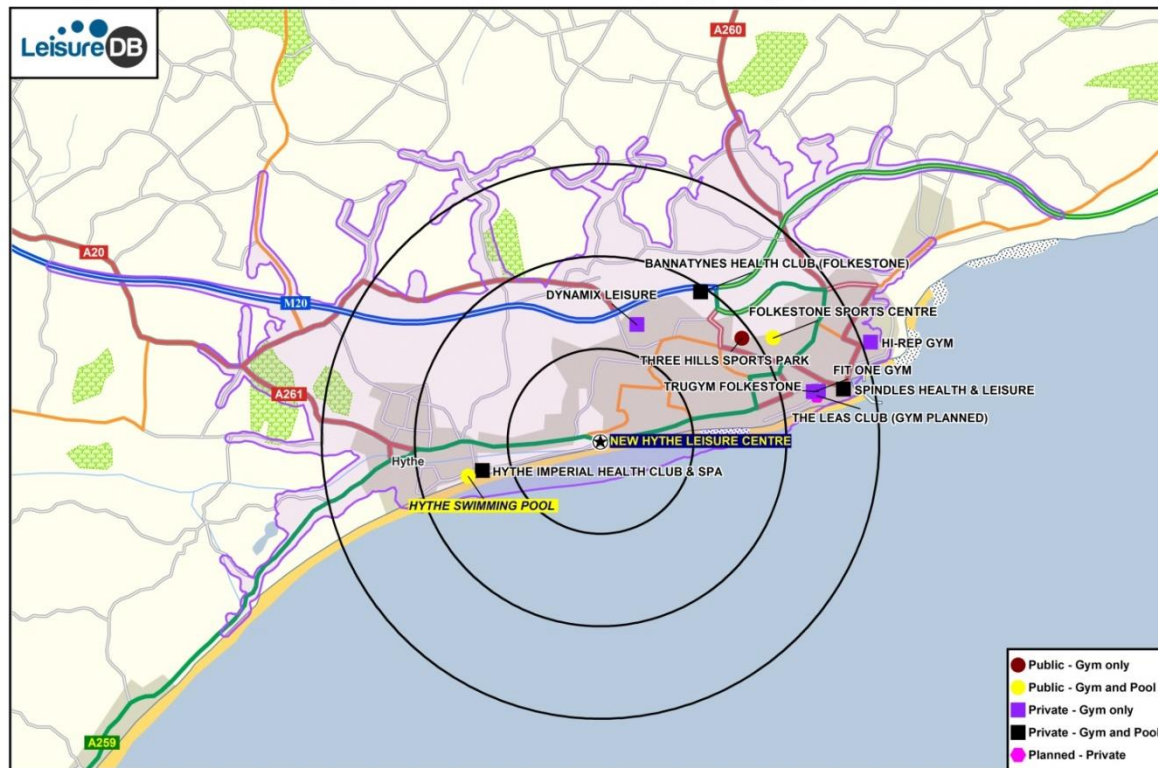 LeisureDB
A260
A20
M20
BANNATYNES HEALTH CLUB (FOLKESTONE)
DYNAMIX LEISURE
FOLKESTONE SPORTS CENTRE
HI-REP GYM
THREE HILLS SPORTS PARK
FIT ONE GYM
TRUGYM FOLKESTONE
SPINDLES HEALTH & LEISURE
A261
THE LEAS CLUB (GYM PLANNED)
NEW HYTHE LEISURE CENTRE
Hythe
HYTHE IMPERIAL HEALTH CLUB & SPA
HYTHE SWIMMING POOL
Public - Gym only
Public - Gym and Pool
Private - Gym only
Private - Gym and Pool
Planned - Private
A259